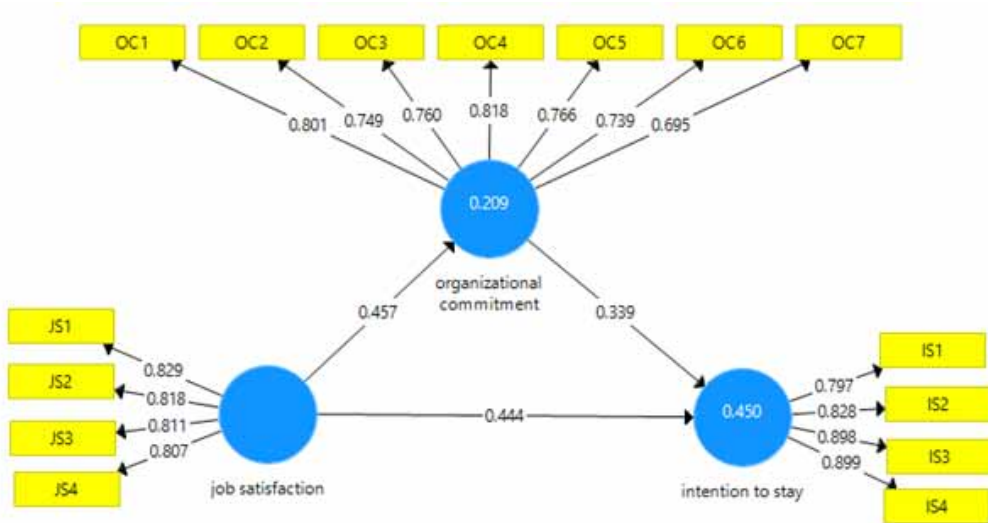 OC1
OC2
OC3
OC4
OC5
OC6
OC7
0.801
0.749
0.760
0.818
0.766
0.739
0.695
0.209
organizational
commitment
0.457
0.339
JS1
JS2
JS3
JS4
0.829
0.818
0.811
0.807
job satisfaction
0.444
0.450
intention to stay
0.797
0.828
0.898
0.899
IS1
IS2
IS3
IS4